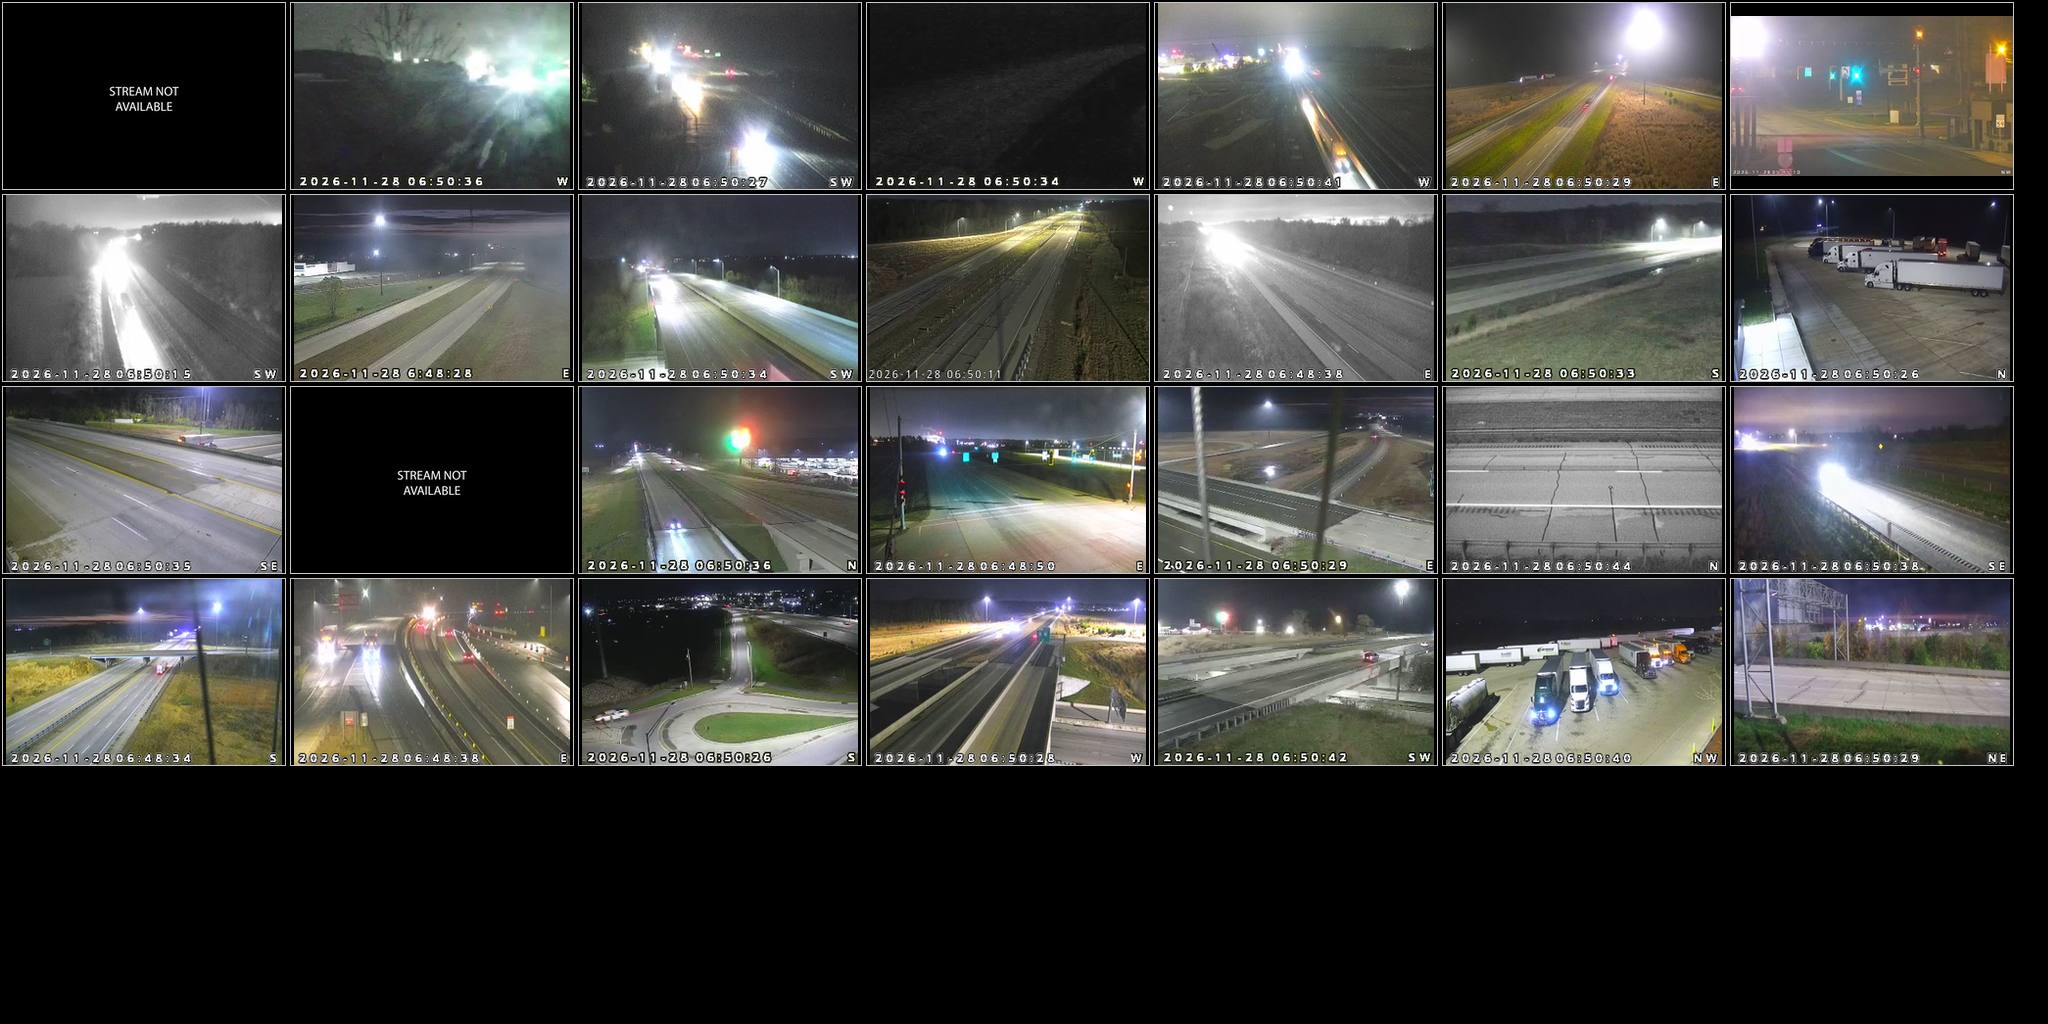 STREAM NOT
AVAILABLE
2026-11-28 06:50:36 W
2026-11-28 06:50:27 SW
2026-11-28 06:50:34 W
2026-11-28 06:50:41 W
2026-11-28 06:50:29 E
NW
2026-11-28 06:50:15 SW
2026-11-28 6:48:28 E
2026-11-28 06:50:34 SW
2026-11-28 06:50:11
2026-11-28 06:48:38 E
2026-11-28 06:50:33 S
2026-11-28 06:50:26 N
2026-11-28 06:50:35 SE
STREAM NOT
AVAILABLE
2026-11-28 06:50:36 N
2026-11-28 06:48:50 E
2026-11-28 06:50:29 E
2026-11-28 06:50:44 N
2026-11-28 06:50:38 SE
2026-11-28 06:48:34 S
2026-11-28 06:48:38 E
2026-11-28 06:50:26 S
2026-11-28 06:50:28 W
2026-11-28 06:50:42 SW
2026-11-28 06:50:40 NW
2026-11-28 06:50:29 NE